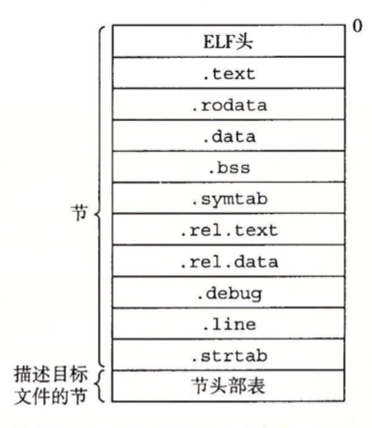 0
ELF头
.text
.rodata
.data
.bss
节
.symtab
.rel.text
.rel.data
.debug
.line
.strtab
描述目标
文件的节
节头部表